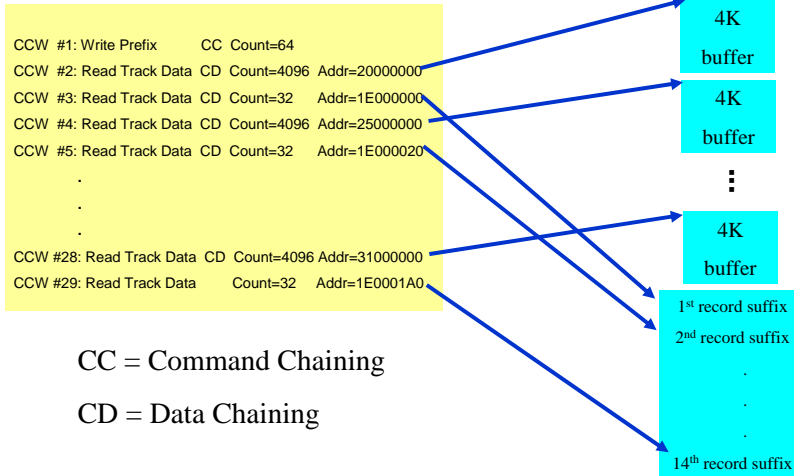 CCW #1: Write Prefix CC Count=64
CCW #2: Read Track Data CD Count=4096 Addr=20000000
CCW #3: Read Track Data CD Count=32 Addr=1E000000
CCW #4: Read Track Data CD Count=4096 Addr=25000000
CCW #5: Read Track Data CD Count=32 Addr=1E000020
.
.
.
CCW #28: Read Track Data CD Count=4096 Addr=31000000
CCW #29: Read Track Data Count=32 Addr=1E0001A0
CC = Command Chaining
CD = Data Chaining
4K
buffer
4K
buffer
⋮
4K
buffer
1st record suffix
2nd record suffix
.
.
.
14th record suffix